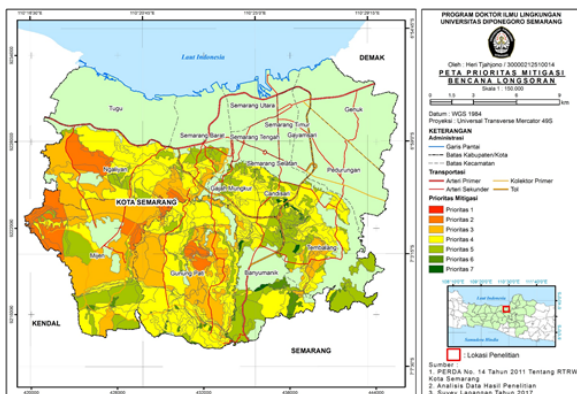 Laut Indonesia
DEMAK
Tugu
Semarang Utara
Genuk
Semarang Timur
Semarang Barat
Semarang Tengah
Gayamsari
Semarang Selatan
Ngaliyan
Pedurungan
Gajah Mungkur
Candisari
KOTA SEMARANG
Tembalang
Mijen
Gunung Pati
Banyumanik
KENDAL
SEMARANG
PROGRAM DOKTOR ILMU LINGKUNGAN
UNIVERSITAS DIPONEGORO SEMARANG
Oleh : Heri Tjahjono / 30000212510014
PETA PRIORITAS MITIGASI
BENCANA LONGSORAN
Skala 1 : 150.000
Datum : WGS 1984
Proyeksi : Universal Transverse Mercator 49S
KETERANGAN
Administrasi
Garis Pantai
Batas Kabupaten/Kota
Batas Kecamatan
Transportasi
Arteri Primer Kolektor Primer
Arteri Sekunder Tol
Prioritas Mitigasi
Prioritas 1
Prioritas 2
Prioritas 3
Prioritas 4
Prioritas 5
Prioritas 6
Prioritas 7
Laut Indonesia
: Lokasi Penelitian
Sumber :
1. PERDA No. 14 Tahun 2011 Tentang RTRW
Kota Semarang
2. Analisis Data Hasil Penelitian
3. Survey Lapangan Tahun 2017